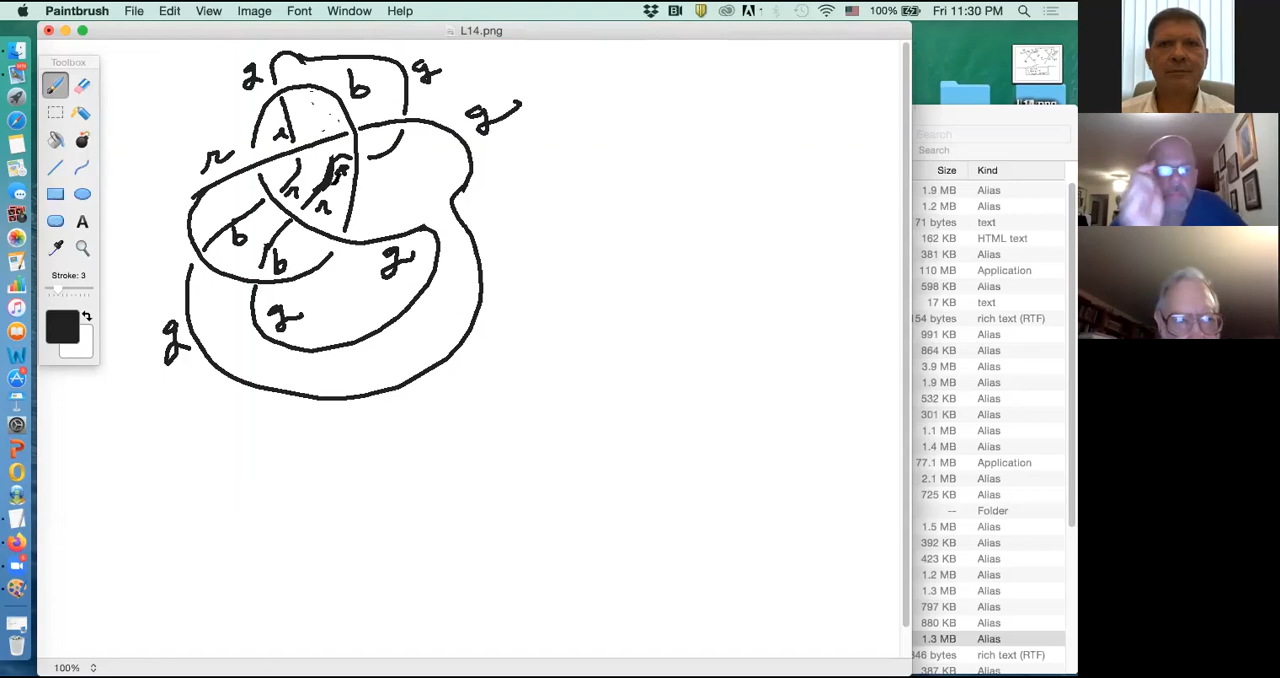 Paintbrush File Edit View Image Font Window Help
100% Fri 11:30 PM
L14.png
Toolbox
A
Stroke: 3
g b g
g
r
r
r
b
b g
g
g
Search
Search
Size Kind
1.9 MB Alias
1.2 MB Alias
71 bytes text
162 KB HTML text
381 KB Alias
110 MB Application
598 KB Alias
17 KB text
154 bytes rich text (RTF)
991 KB Alias
864 KB Alias
3.9 MB Alias
1.9 MB Alias
532 KB Alias
301 KB Alias
1.1 MB Alias
1.4 MB Alias
77.1 MB Application
2.1 MB Alias
725 KB Alias
-- Folder
1.5 MB Alias
392 KB Alias
423 KB Alias
1.2 MB Alias
1.3 MB Alias
797 KB Alias
880 KB Alias
1.3 MB Alias
346 bytes rich text (RTF)
387 KB Alias
100%